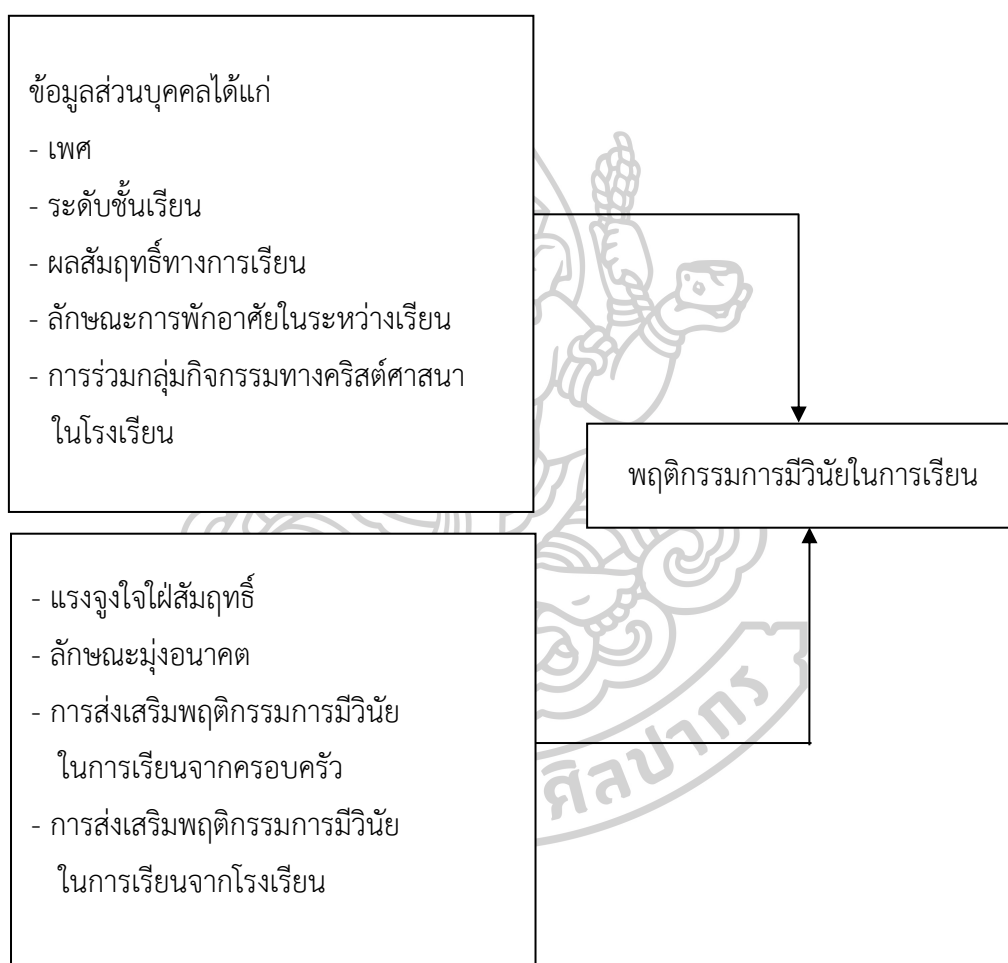 ข้อมูลส่วนบุคคลได้แก่
- เพศ
- ระดับชั้นเรียน
- ผลสัมฤทธิ์ทางการเรียน
- ลักษณะการพักอาศัยในระหว่างเรียน
- การร่วมกลุ่มกิจกรรมทางคริสต์ศาสนา
ในโรงเรียน
พฤติกรรมการมีวินัยในการเรียน
- แรงจูงใจใฝ่สัมฤทธิ์
- ลักษณะมุ่งอนาคต
- การส่งเสริมพฤติกรรมการมีวินัย
ในการเรียนจากครอบครัว
- การส่งเสริมพฤติกรรมการมีวินัย
ในการเรียนจากโรงเรียน
ศิลปากร